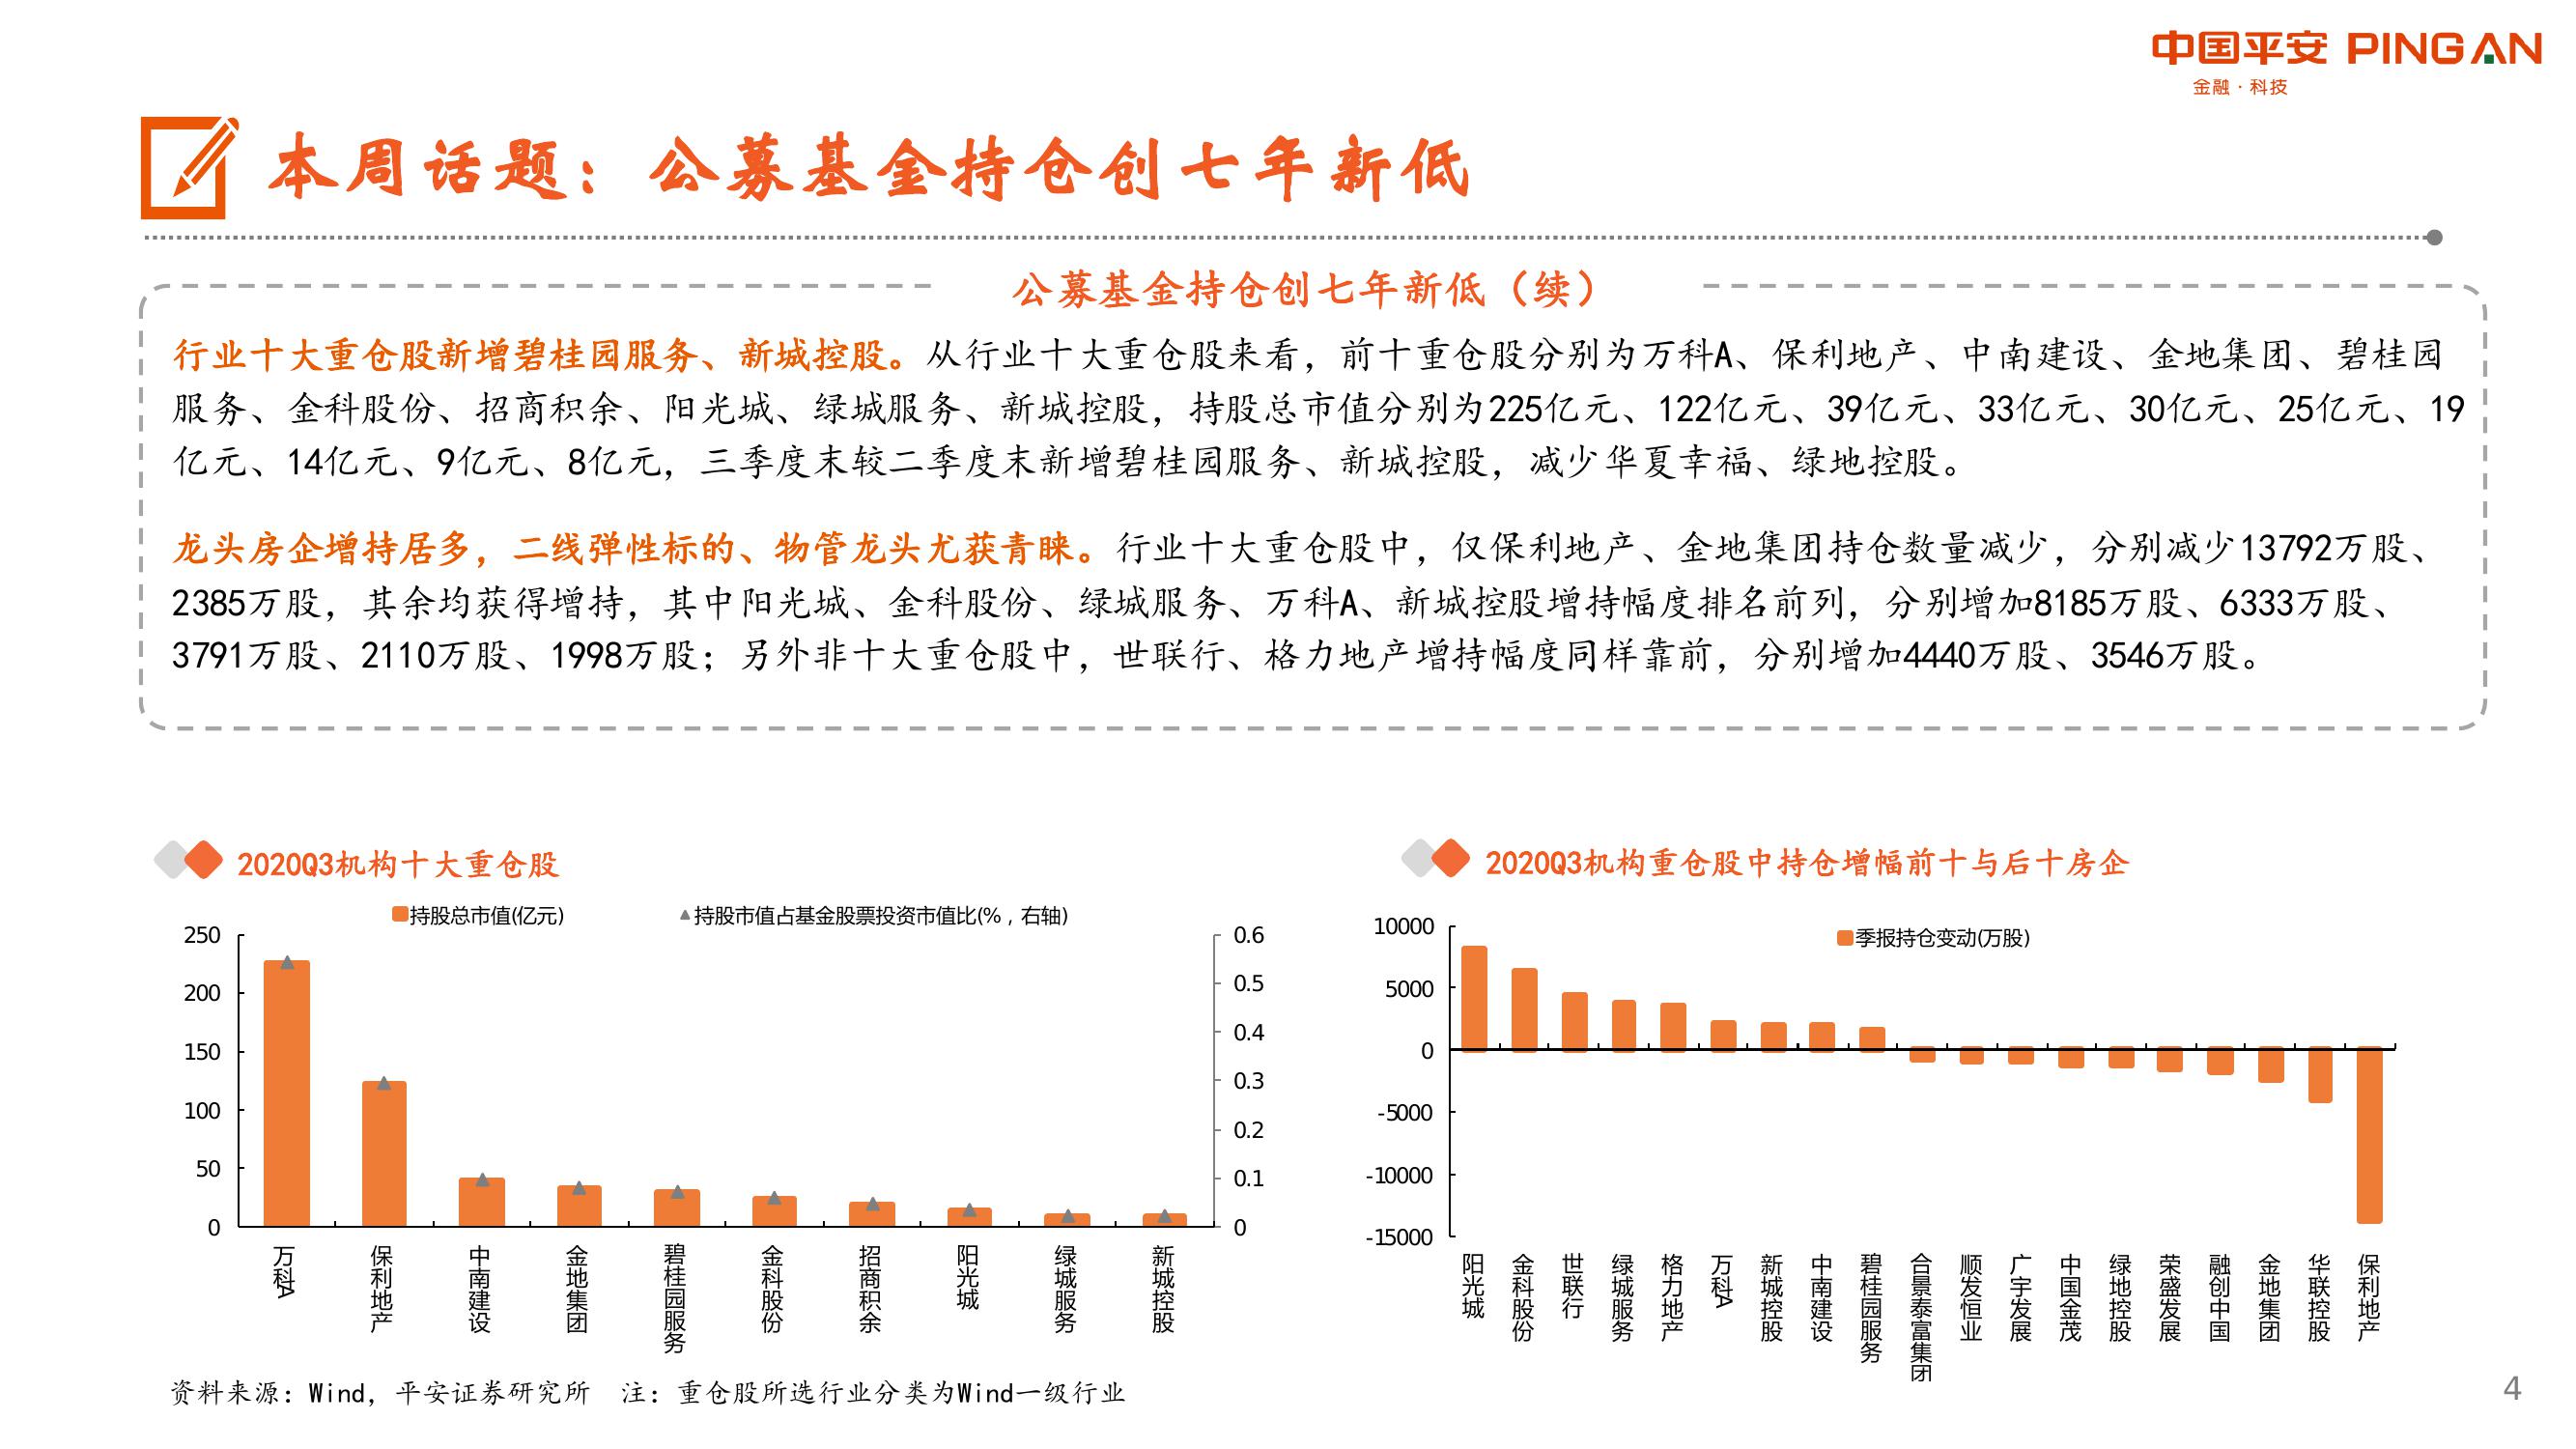 中国平安 PINGAN
金融·科技
本周话题：公募基金持仓创七年新低
公募基金持仓创七年新低（续）
行业十大重仓股新增碧桂园服务、新城控股。从行业十大重仓股来看，前十重仓股分别为万科A、保利地产、中南建设、金地集团、碧桂园
服务、金科股份、招商积余、阳光城、绿城服务、新城控股，持股总市值分别为225亿元、122亿元、39亿元、33亿元、30亿元、25亿元、19
亿元、14亿元、9亿元、8亿元，三季度末较二季度末新增碧桂园服务、新城控股，减少华夏幸福、绿地控股。
龙头房企增持居多，二线弹性标的、物管龙头尤获青睐。行业十大重仓股中，仅保利地产、金地集团持仓数量减少，分别减少13792万股、
2385万股，其余均获得增持，其中阳光城、金科股份、绿城服务、万科A、新城控股增持幅度排名前列，分别增加8185万股、6333万股、
3791万股、2110万股、1998万股；另外非十大重仓股中，世联行、格力地产增持幅度同样靠前，分别增加4440万股、3546万股。
2020Q3机构十大重仓股
持股总市值(亿元)
持股市值占基金股票投资市值比(%，右轴)
250
200
150
100
50
0
0.6
0.5
0.4
0.3
0.2
0.1
0
万科A
保利地产
中南建设
金地集团
碧桂园服务
金科股份
招商积余
阳光城
绿城服务
新城控股
2020Q3机构重仓股中持仓增幅前十与后十房企
季报持仓变动(万股)
10000
5000
0
-5000
-10000
-15000
阳光城
金科股份
世联行
绿城服务
格力地产
万科A
新城控股
中南建设
碧桂园服务
合景泰富集团
顺发恒业
广宇发展
中国金茂
绿地控股
荣盛发展
融创中国
金地集团
华联控股
保利地产
资料来源：Wind，平安证券研究所 注：重仓股所选行业分类为Wind一级行业
4